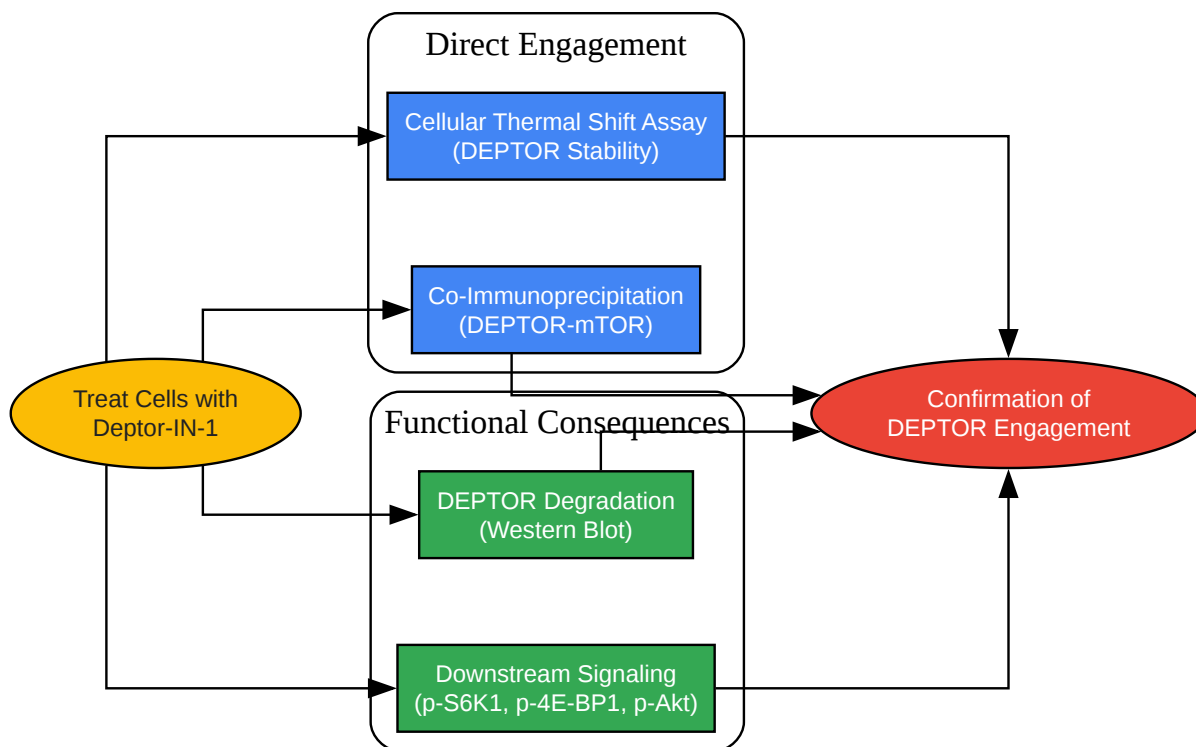 Direct Engagement
Cellular Thermal Shift Assay
(DEPTOR Stability)
Co-Immunoprecipitation
(DEPTOR-mTOR)
Treat Cells with
Deptor-IN-1
Confirmation of
DEPTOR Engagement
Functional Consequences
DEPTOR Degradation
(Western Blot)
Downstream Signaling
(p-S6K1, p-4E-BP1, p-Akt)